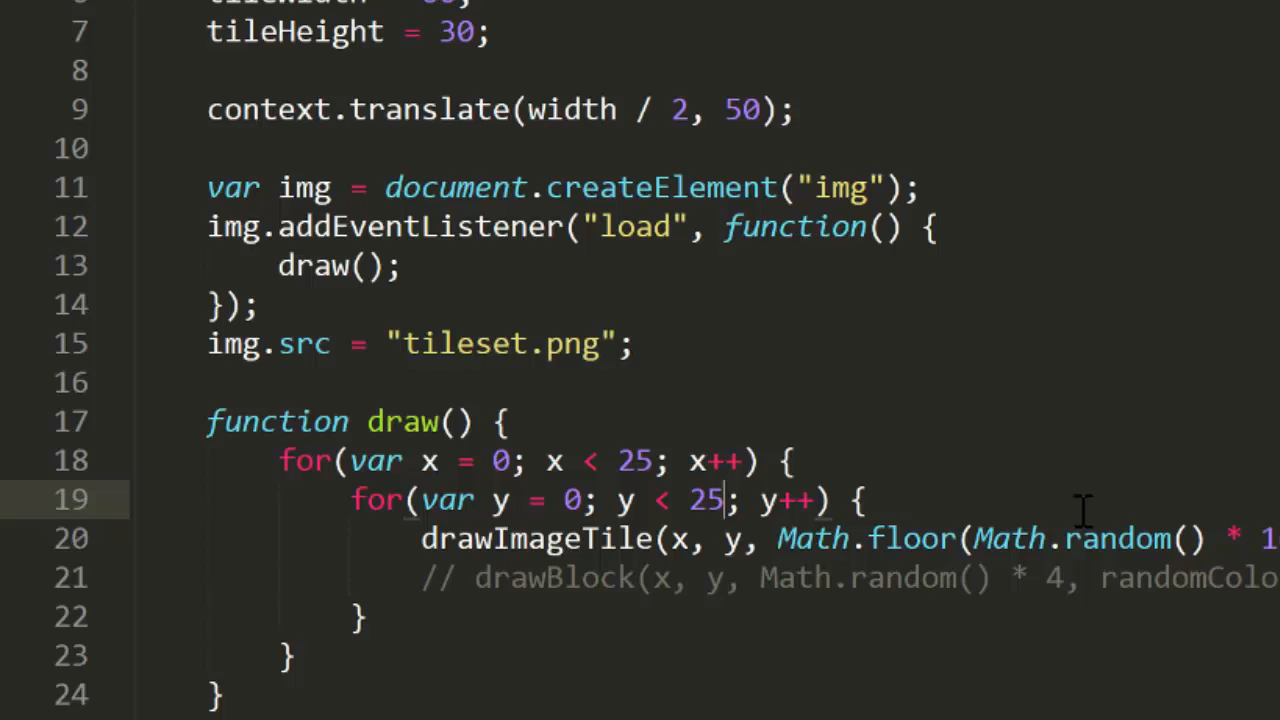 7 tileHeight = 30;
8
9 context.translate(width / 2, 50);
10
11 var img = document.createElement("img");
12 img.addEventListener("load", function() {
13 draw();
14 });
15 img.src = "tileset.png";
16
17 function draw() {
18 for(var x = 0; x < 25; x++) {
19 for(var y = 0; y < 25; y++) {
20 drawImageTile(x, y, Math.floor(Math.random() * 1
21 // drawBlock(x, y, Math.random() * 4, randomColo
22 }
23 }
24 }